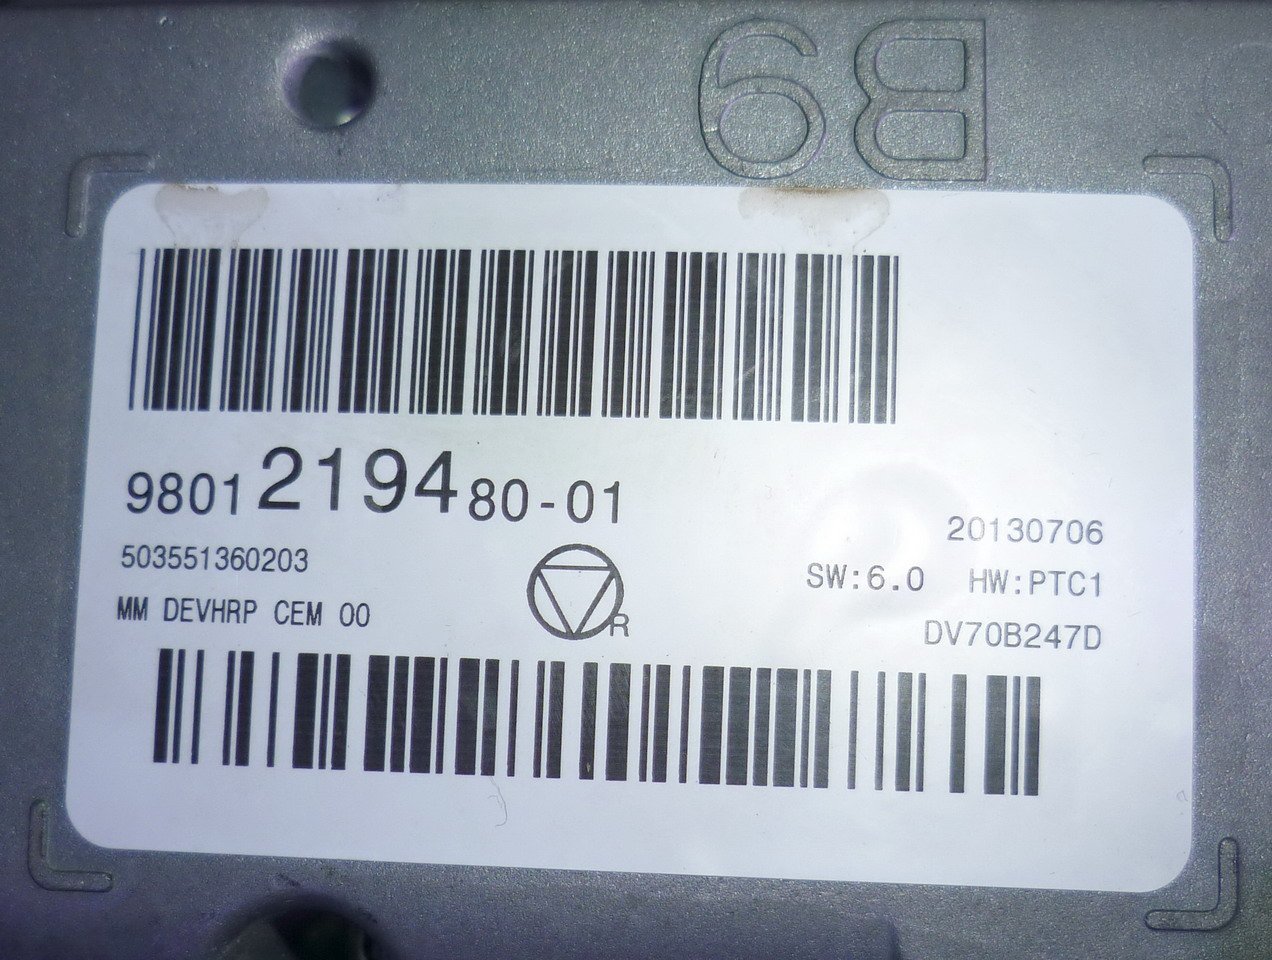 B9
9801219480-01
20130706
503551360203
SW:6.0 HW:PTC1
MM DEVHRP CEM 00
R
DV70B247D